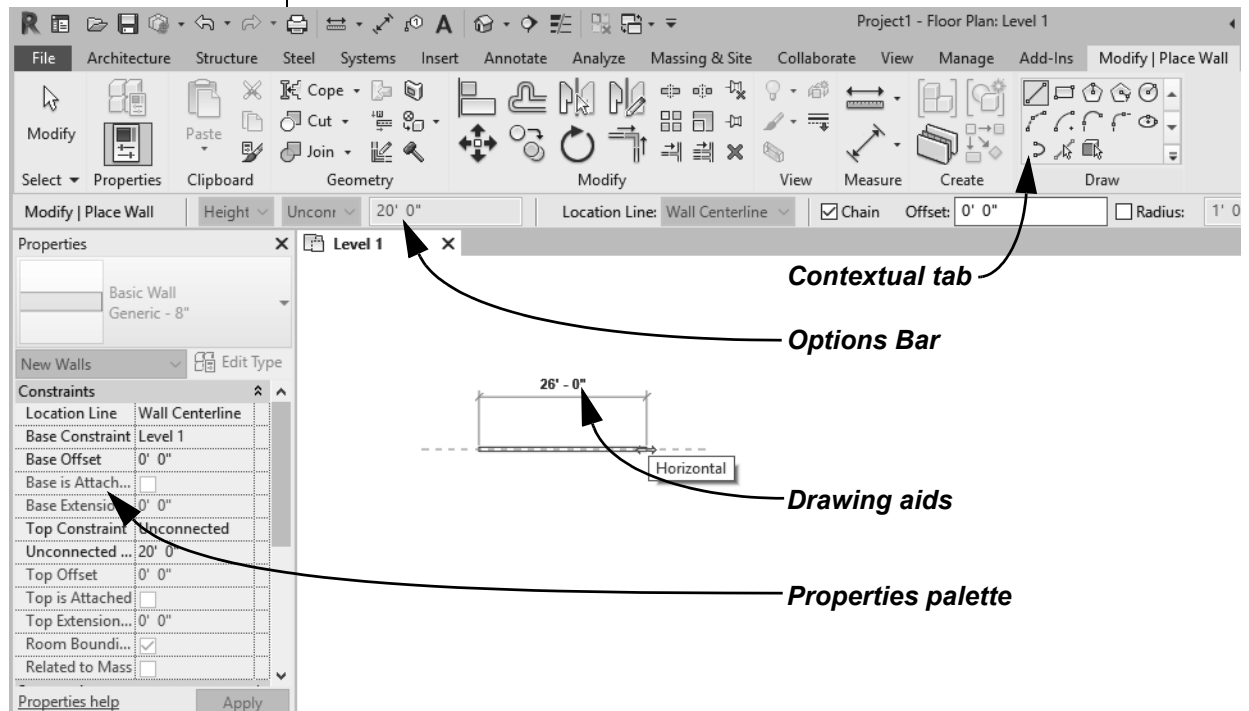 Project1 - Floor Plan: Level 1
File Architecture Structure Steel Systems Insert Annotate Analyze Massing & Site Collaborate View Manage Add-Ins Modify | Place Wall
Modify
Paste
Cope
Cut
Join
Select Properties Clipboard Geometry Modify View Measure Create Draw
Modify | Place Wall Height Unconr 20' 0" Location Line: Wall Centerline Chain Offset: 0' 0" Radius: 1' 0
Properties
Level 1
Contextual tab
Basic Wall
Generic - 8"
Options Bar
New Walls Edit Type
Constraints
26' - 0"
Location Line Wall Centerline
Base Constraint Level 1
Base Offset 0' 0"
Horizontal
Base is Attach...
Drawing aids
Base Extensio... 0' 0"
Top Constraint Unconnected
Unconnected ... 20' 0"
Top Offset 0' 0"
Properties palette
Top is Attached
Top Extension... 0' 0"
Room Boundi...
Related to Mass
Properties help Apply